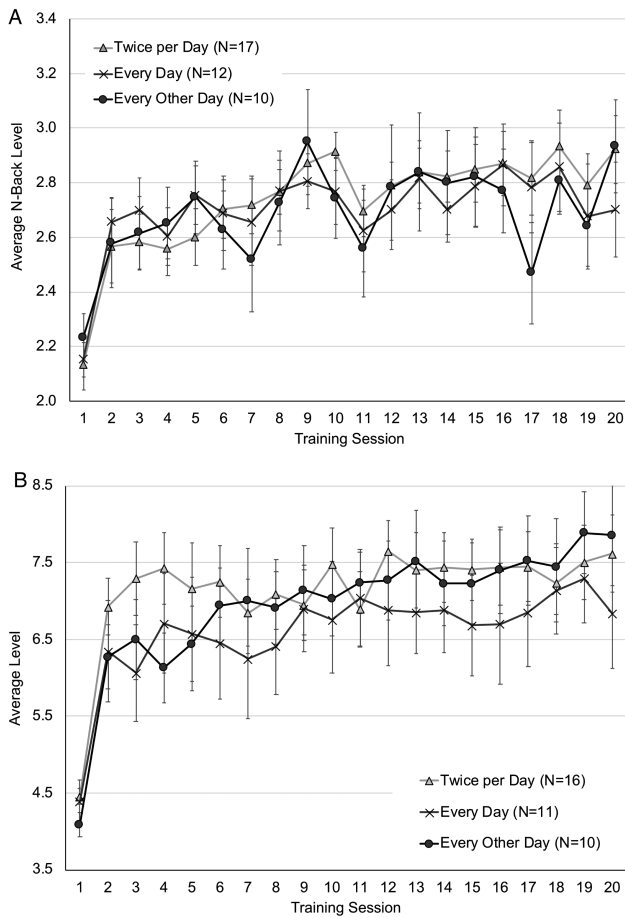 A
3.4
3.2
3.0
2.8
2.6
2.4
2.2
2.0
Average N-Back Level
Twice per Day (N=17)
Every Day (N=12)
Every Other Day (N=10)
1 2 3 4 5 6 7 8 9 10 11 12 13 14 15 16 17 18 19 20
Training Session
B
8.5
7.5
6.5
5.5
4.5
3.5
Average Level
Twice per Day (N=16)
Every Day (N=11)
Every Other Day (N=10)
1 2 3 4 5 6 7 8 9 10 11 12 13 14 15 16 17 18 19 20
Training Session